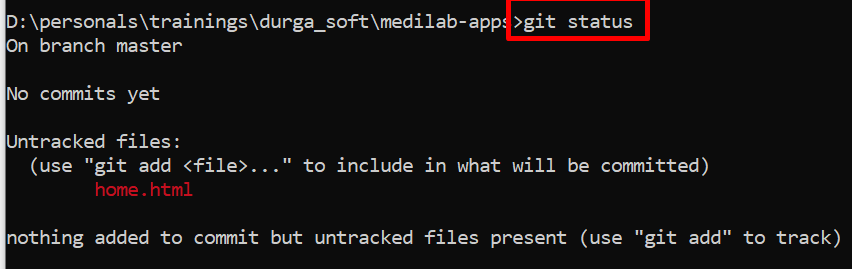 D:\personals\trainings\durga_soft\medilab-apps>git status
On branch master
No commits yet
Untracked files:
(use "git add <file>..." to include in what will be committed)
home.html
nothing added to commit but untracked files present (use "git add" to track)